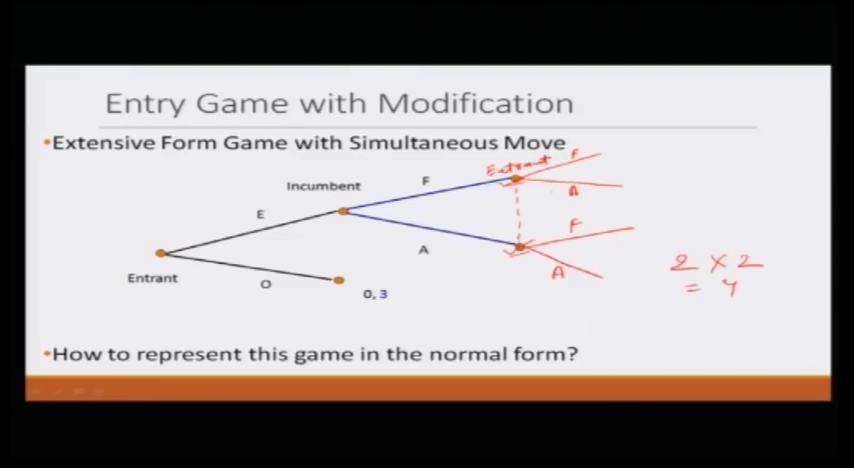 Entry Game with Modification
•Extensive Form Game with Simultaneous Move
Entrant
F
A
Incumbent
F
A
F
A
E
Entrant
O
0, 3
2 × 2
= 4
•How to represent this game in the normal form?